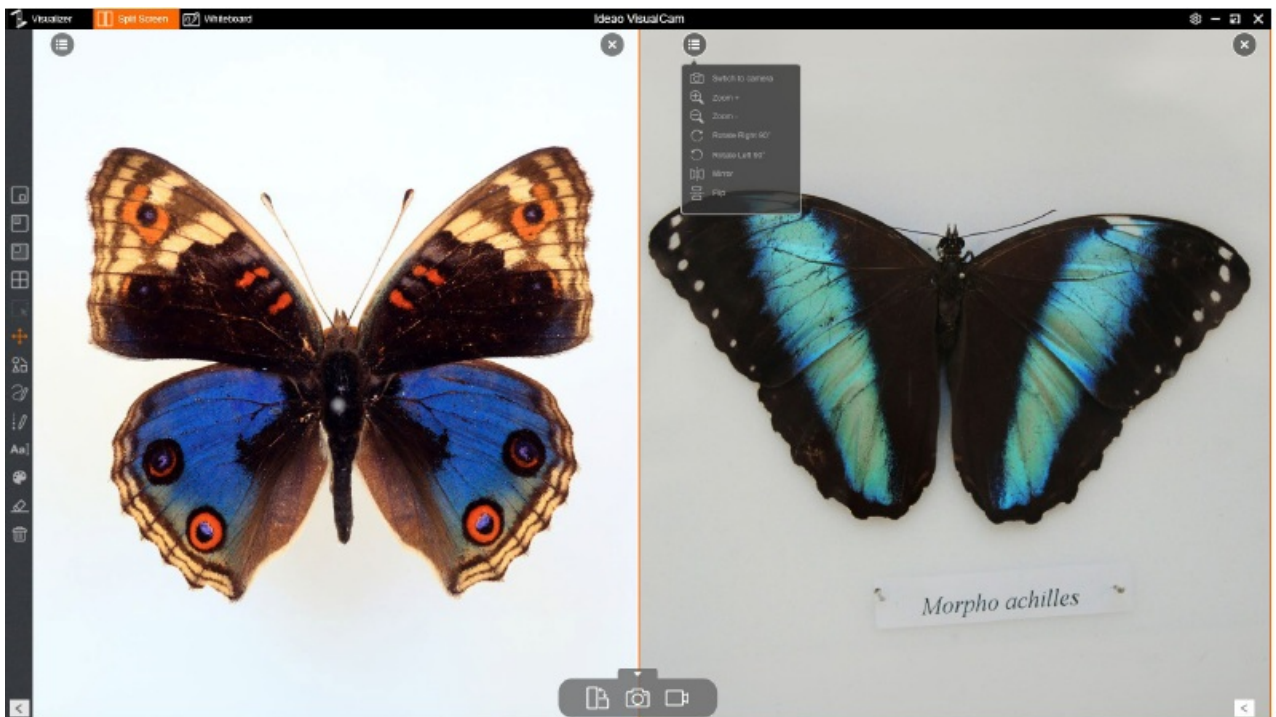 Visualizer
Split Screen
Whiteboard
Ideao VisualCam
Switch to camera
Zoom +
Zoom -
Rotate Right 90°
Rotate Left 90°
Mirror
Flip
Aa
Morpho achilles